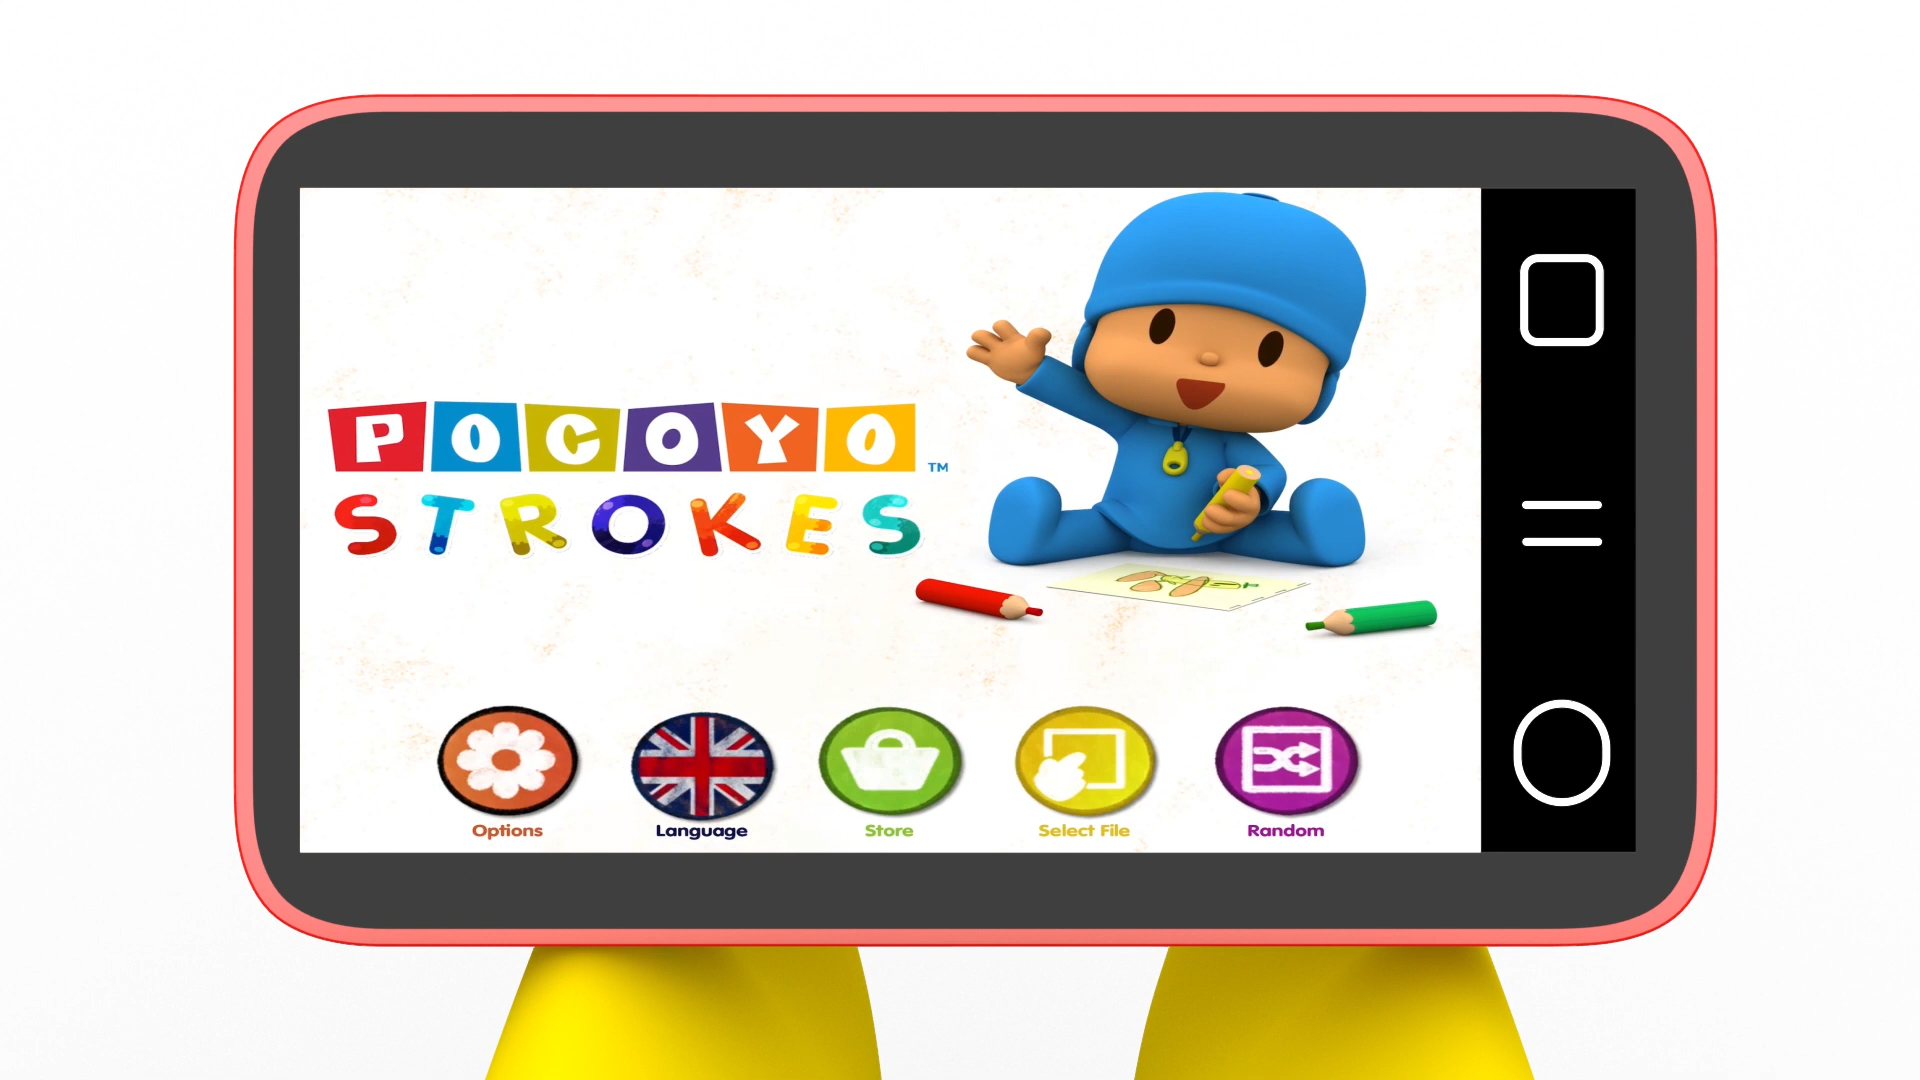 POCOYO™
STROKES
Options
Language
Store
Select File
Random